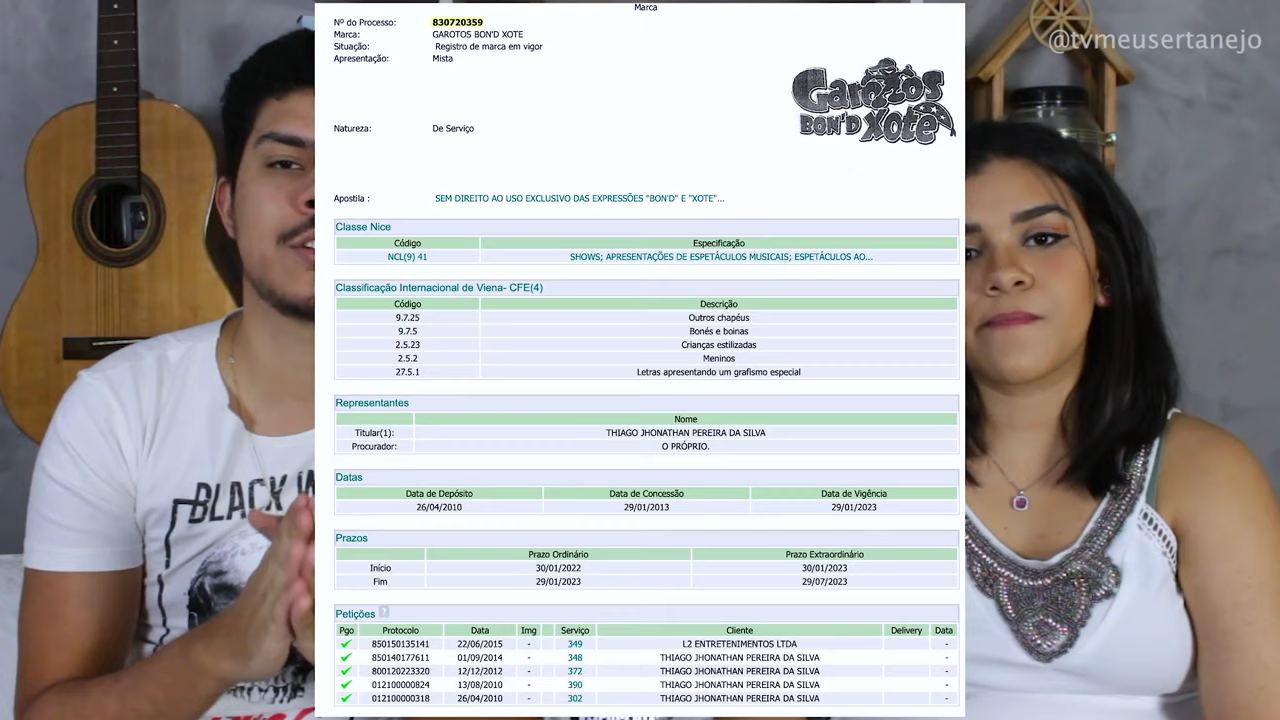 Marca
@tvmeusertanejo
Nº do Processo: 830720359
Marca: GAROTOS BON'D XOTE
Situação: Registro de marca em vigor
Apresentação: Mista
Garotos
BON'D Xote
Natureza: De Serviço
Apostila : SEM DIREITO AO USO EXCLUSIVO DAS EXPRESSÕES "BON'D" E "XOTE"...
Classe Nice
Código Especificação
NCL(9) 41 SHOWS; APRESENTAÇÕES DE ESPETÁCULOS MUSICAIS; ESPETÁCULOS AO...
Classificação Internacional de Viena- CFE(4)
Código Descrição
9.7.25 Outros chapéus
9.7.5 Bonés e boinas
2.5.23 Crianças estilizadas
2.5.2 Meninos
27.5.1 Letras apresentando um grafismo especial
Representantes
Nome
Titular(1): THIAGO JHONATHAN PEREIRA DA SILVA
Procurador: O PRÓPRIO.
Datas
Data de Depósito Data de Concessão Data de Vigência
26/04/2010 29/01/2013 29/01/2023
Prazos
Prazo Ordinário Prazo Extraordinário
Início 30/01/2022 30/01/2023
Fim 29/01/2023 29/07/2023
Petições ?
Pgo Protocolo Data Img Serviço Cliente Delivery Data
850150135141 22/06/2015 - 349 L2 ENTRETENIMENTOS LTDA -
850140177611 01/09/2014 - 348 THIAGO JHONATHAN PEREIRA DA SILVA -
800120223320 12/12/2012 - 372 THIAGO JHONATHAN PEREIRA DA SILVA -
012100000824 13/08/2010 - 390 THIAGO JHONATHAN PEREIRA DA SILVA -
012100000318 26/04/2010 - 302 THIAGO JHONATHAN PEREIRA DA SILVA -
BLACK